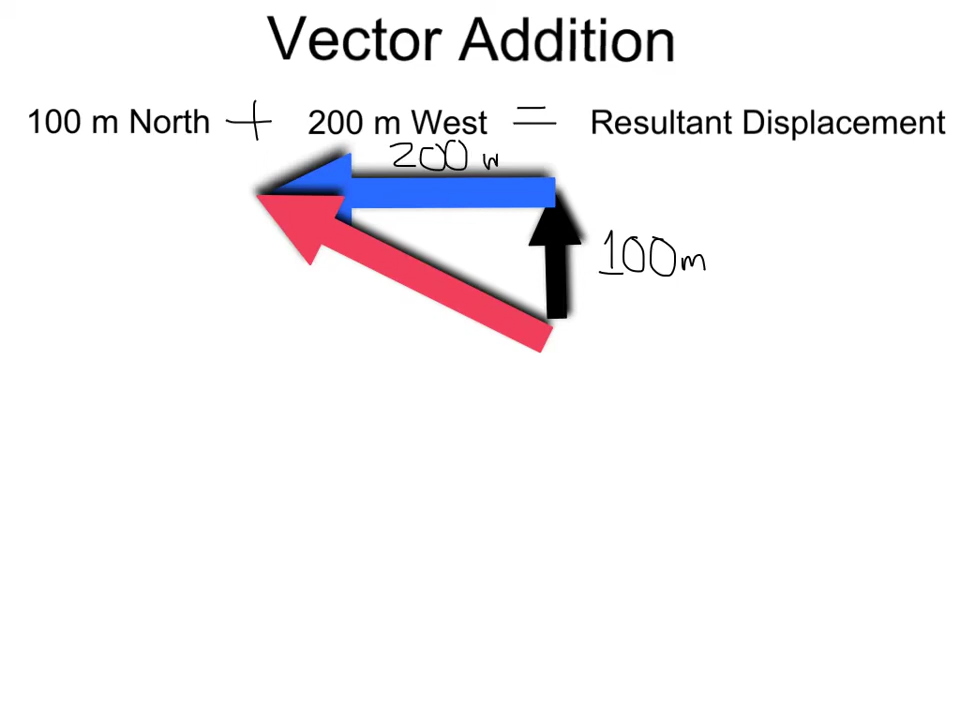 Vector Addition
100 m North + 200 m West = Resultant Displacement
200
100m